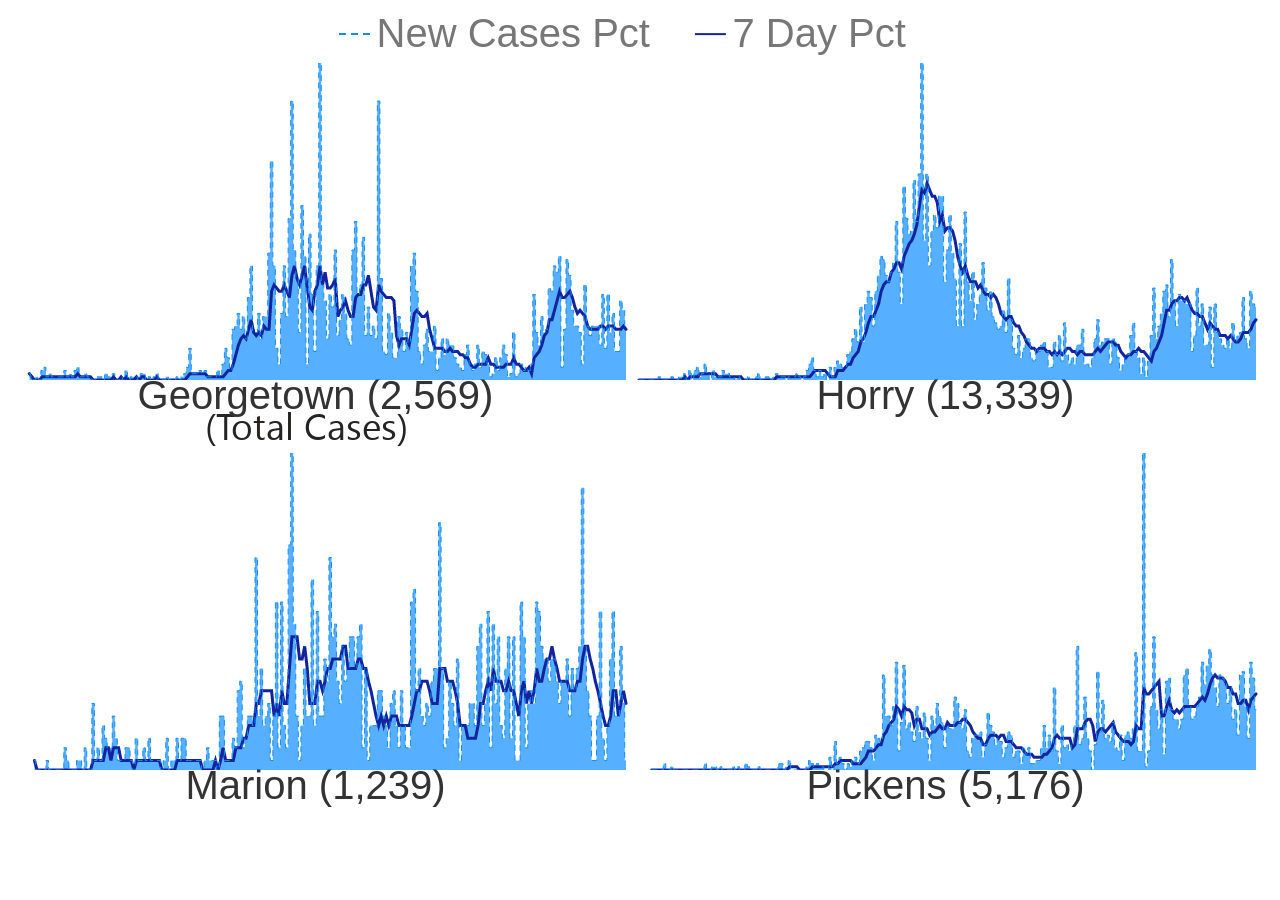 New Cases Pct 7 Day Pct
Georgetown (2,569) Horry (13,339)
(Total Cases)
Marion (1,239) Pickens (5,176)